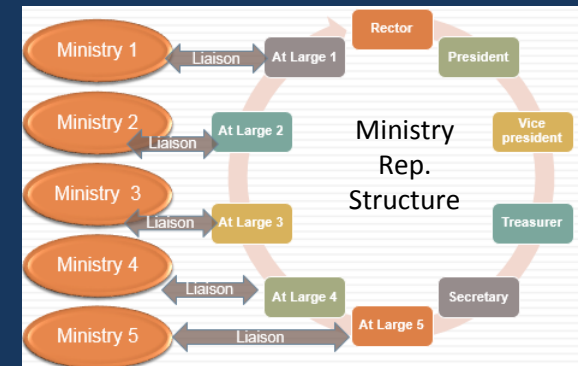 Ministry 1
Liaison
At Large 1
Rector
President
Ministry 2
Liaison
At Large 2
Ministry
Rep.
Structure
Vice
president
Ministry  3
Liaison
At Large 3
Treasurer
Ministry 4
Liaison
At Large 4
Secretary
Ministry 5
Liaison
At Large 5